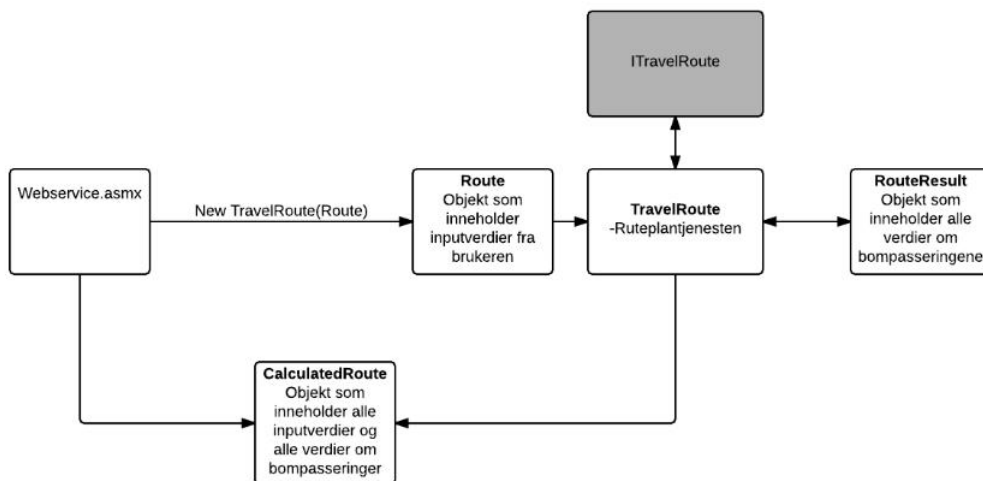 ITravelRoute
Webservice.asmx
New TravelRoute(Route)
Route
Objekt som
inneholder
inputverdier fra
brukeren
TravelRoute
-Ruteplantjenesten
RouteResult
Objekt som
inneholder alle
verdier om
bompasseringene
CalculatedRoute
Objekt som
inneholder alle
inputverdier og
alle verdier om
bompasseringer